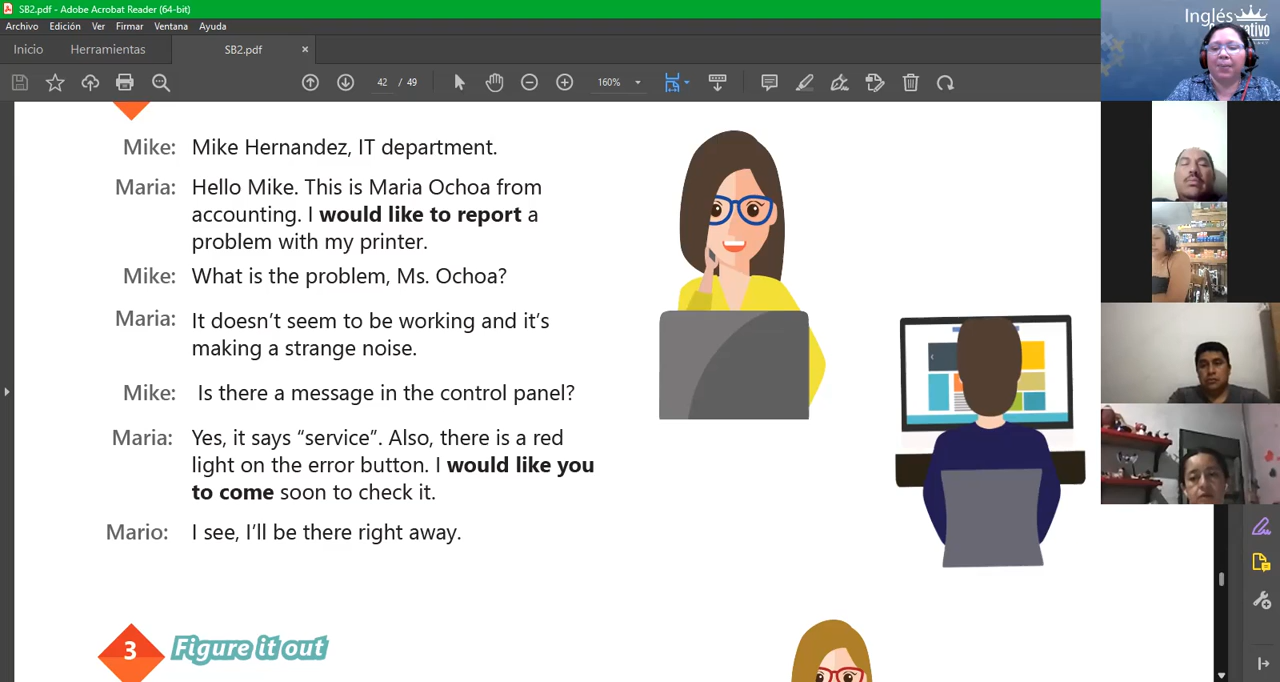 SB2.pdf - Adobe Acrobat Reader (64-bit)
Archivo Edición Ver Firmar Ventana Ayuda
Inicio Herramientas SB2.pdf ×
42 / 49 160%
Inglés
Mike: Mike Hernandez, IT department.
Maria: Hello Mike. This is Maria Ochoa from
accounting. I would like to report a
problem with my printer.
Mike: What is the problem, Ms. Ochoa?
Maria: It doesn’t seem to be working and it’s
making a strange noise.
Mike: Is there a message in the control panel?
Maria: Yes, it says “service”. Also, there is a red
light on the error button. I would like you
to come soon to check it.
Mario: I see, I’ll be there right away.
3 Figure it out